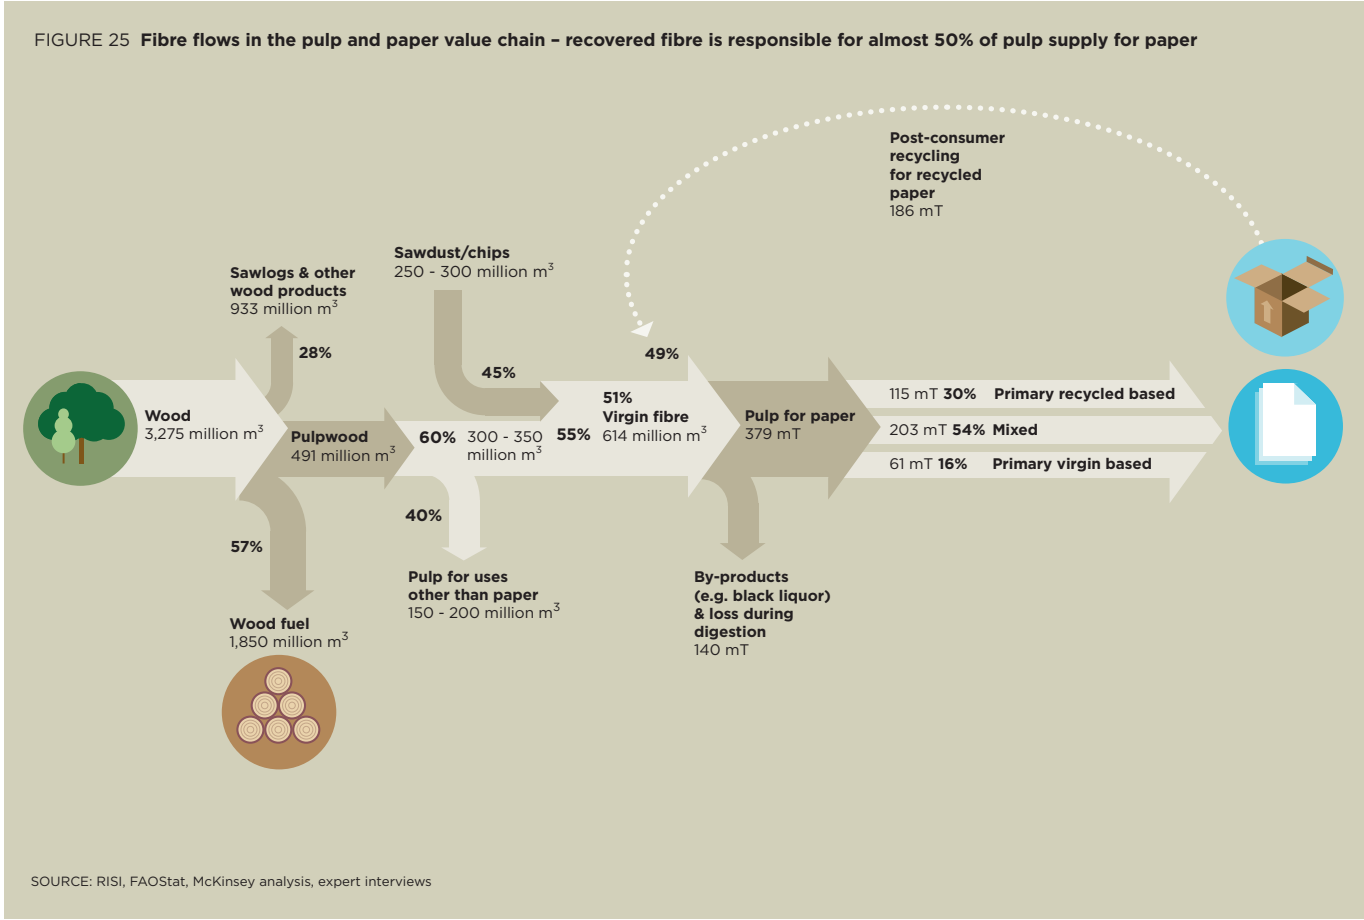 FIGURE 25 Fibre flows in the pulp and paper value chain – recovered fibre is responsible for almost 50% of pulp supply for paper
Post-consumer
recycling
for recycled
paper
186 mT
Sawdust/chips
250 - 300 million m³
Sawlogs & other
wood products
933 million m³
28%
45%
49%
Wood
3,275 million m³
Pulpwood
491 million m³
60%
300 - 350
million m³
55%
51%
Virgin fibre
614 million m³
Pulp for paper
379 mT
115 mT 30% Primary recycled based
203 mT 54% Mixed
61 mT 16% Primary virgin based
57%
40%
Wood fuel
1,850 million m³
Pulp for uses
other than paper
150 - 200 million m³
By-products
(e.g. black liquor)
& loss during
digestion
140 mT
SOURCE: RISI, FAOStat, McKinsey analysis, expert interviews